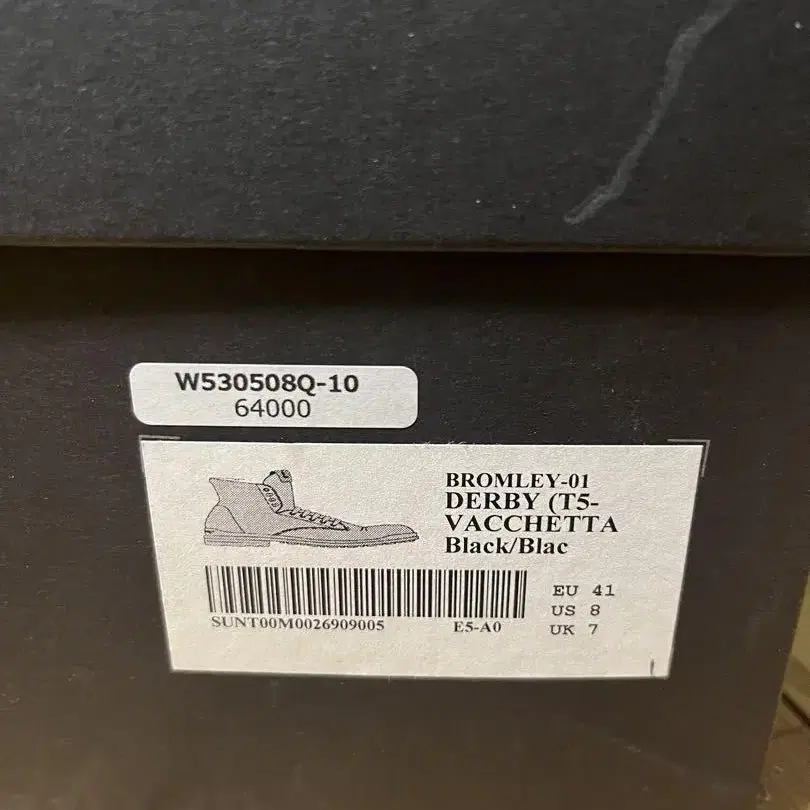 W530508Q-10
64000
BROMLEY-01
DERBY (T5-
VACCHETTA
Black/Blac
SUNT00M0026909005 E5-A0
EU 41
US 8
UK 7